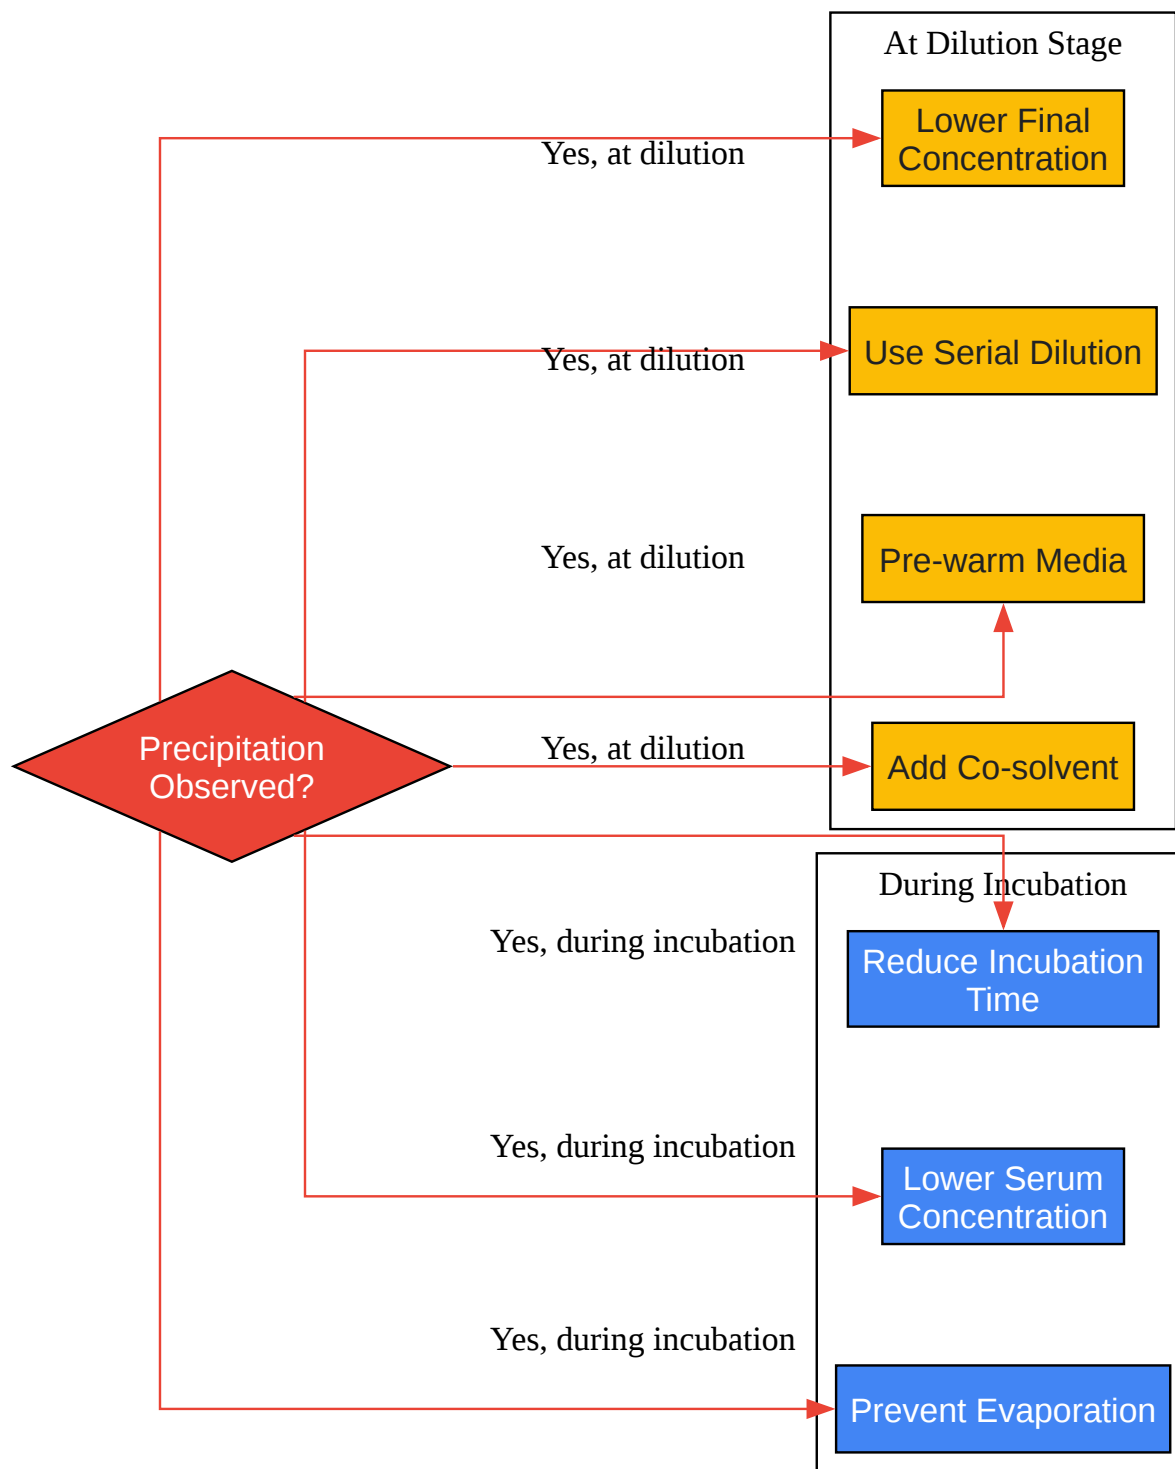 At Dilution Stage
Lower Final
Concentration
Yes, at dilution
Use Serial Dilution
Yes, at dilution
Pre-warm Media
Yes, at dilution
Precipitation
Observed?
Yes, at dilution
Add Co-solvent
During Incubation
Yes, during incubation
Reduce Incubation
Time
Yes, during incubation
Lower Serum
Concentration
Yes, during incubation
Prevent Evaporation